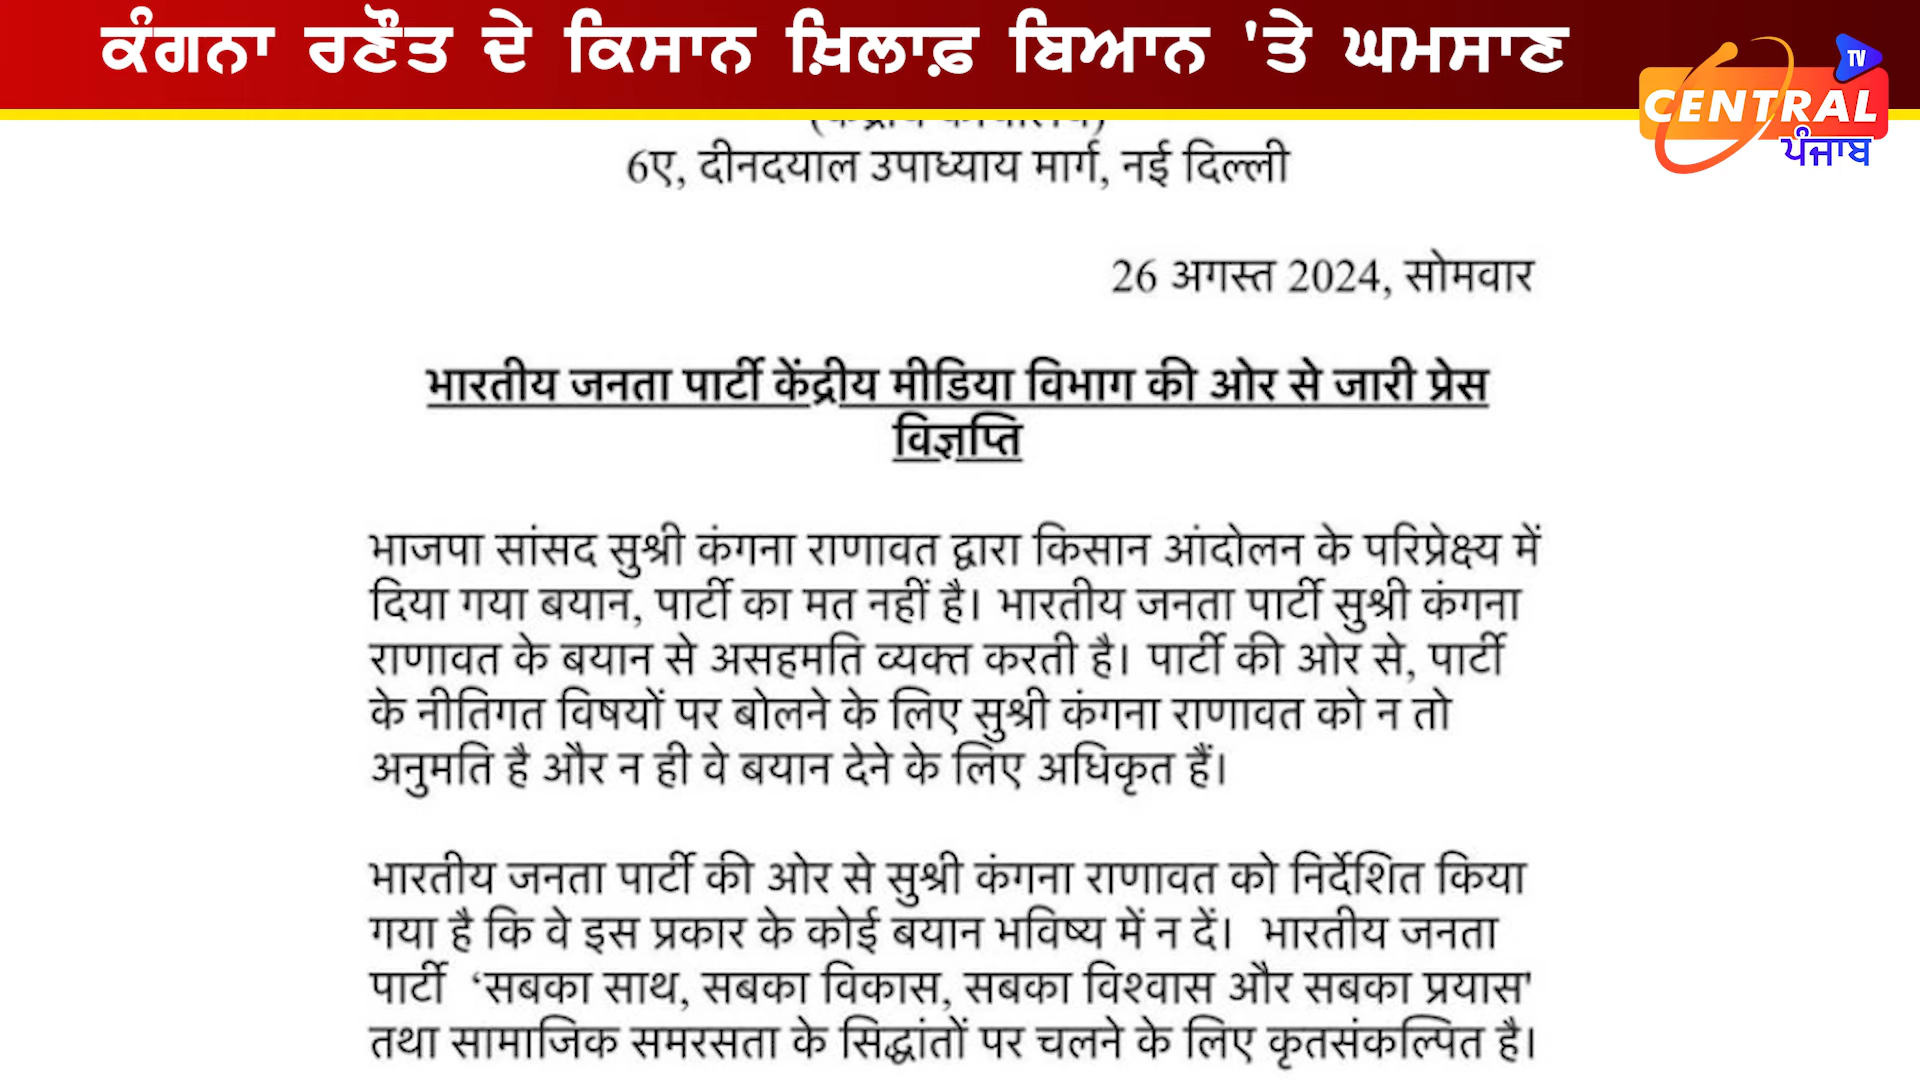 ਕੰਗਨਾ ਰਣੌਤ ਦੇ ਕਿਸਾਨ ਖ਼ਿਲਾਫ਼ ਬਿਆਨ 'ਤੇ ਘਮਸਾਣ
TV
CENTRAL
ਪੰਜਾਬ
6ए, दीनदयाल उपाध्याय मार्ग, नई दिल्ली
26 अगस्त 2024, सोमवार
भारतीय जनता पार्टी केंद्रीय मीडिया विभाग की ओर से जारी प्रेस
विज्ञप्ति
भाजपा सांसद सुश्री कंगना राणावत द्वारा किसान आंदोलन के परिप्रेक्ष्य में
दिया गया बयान, पार्टी का मत नहीं है। भारतीय जनता पार्टी सुश्री कंगना
राणावत के बयान से असहमति व्यक्त करती है। पार्टी की ओर से, पार्टी
के नीतिगत विषयों पर बोलने के लिए सुश्री कंगना राणावत को न तो
अनुमति है और न ही वे बयान देने के लिए अधिकृत हैं।
भारतीय जनता पार्टी की ओर से सुश्री कंगना राणावत को निर्देशित किया
गया है कि वे इस प्रकार के कोई बयान भविष्य में न दें। भारतीय जनता
पार्टी ‘सबका साथ, सबका विकास, सबका विश्वास और सबका प्रयास'
तथा सामाजिक समरसता के सिद्धांतों पर चलने के लिए कृतसंकल्पित है।